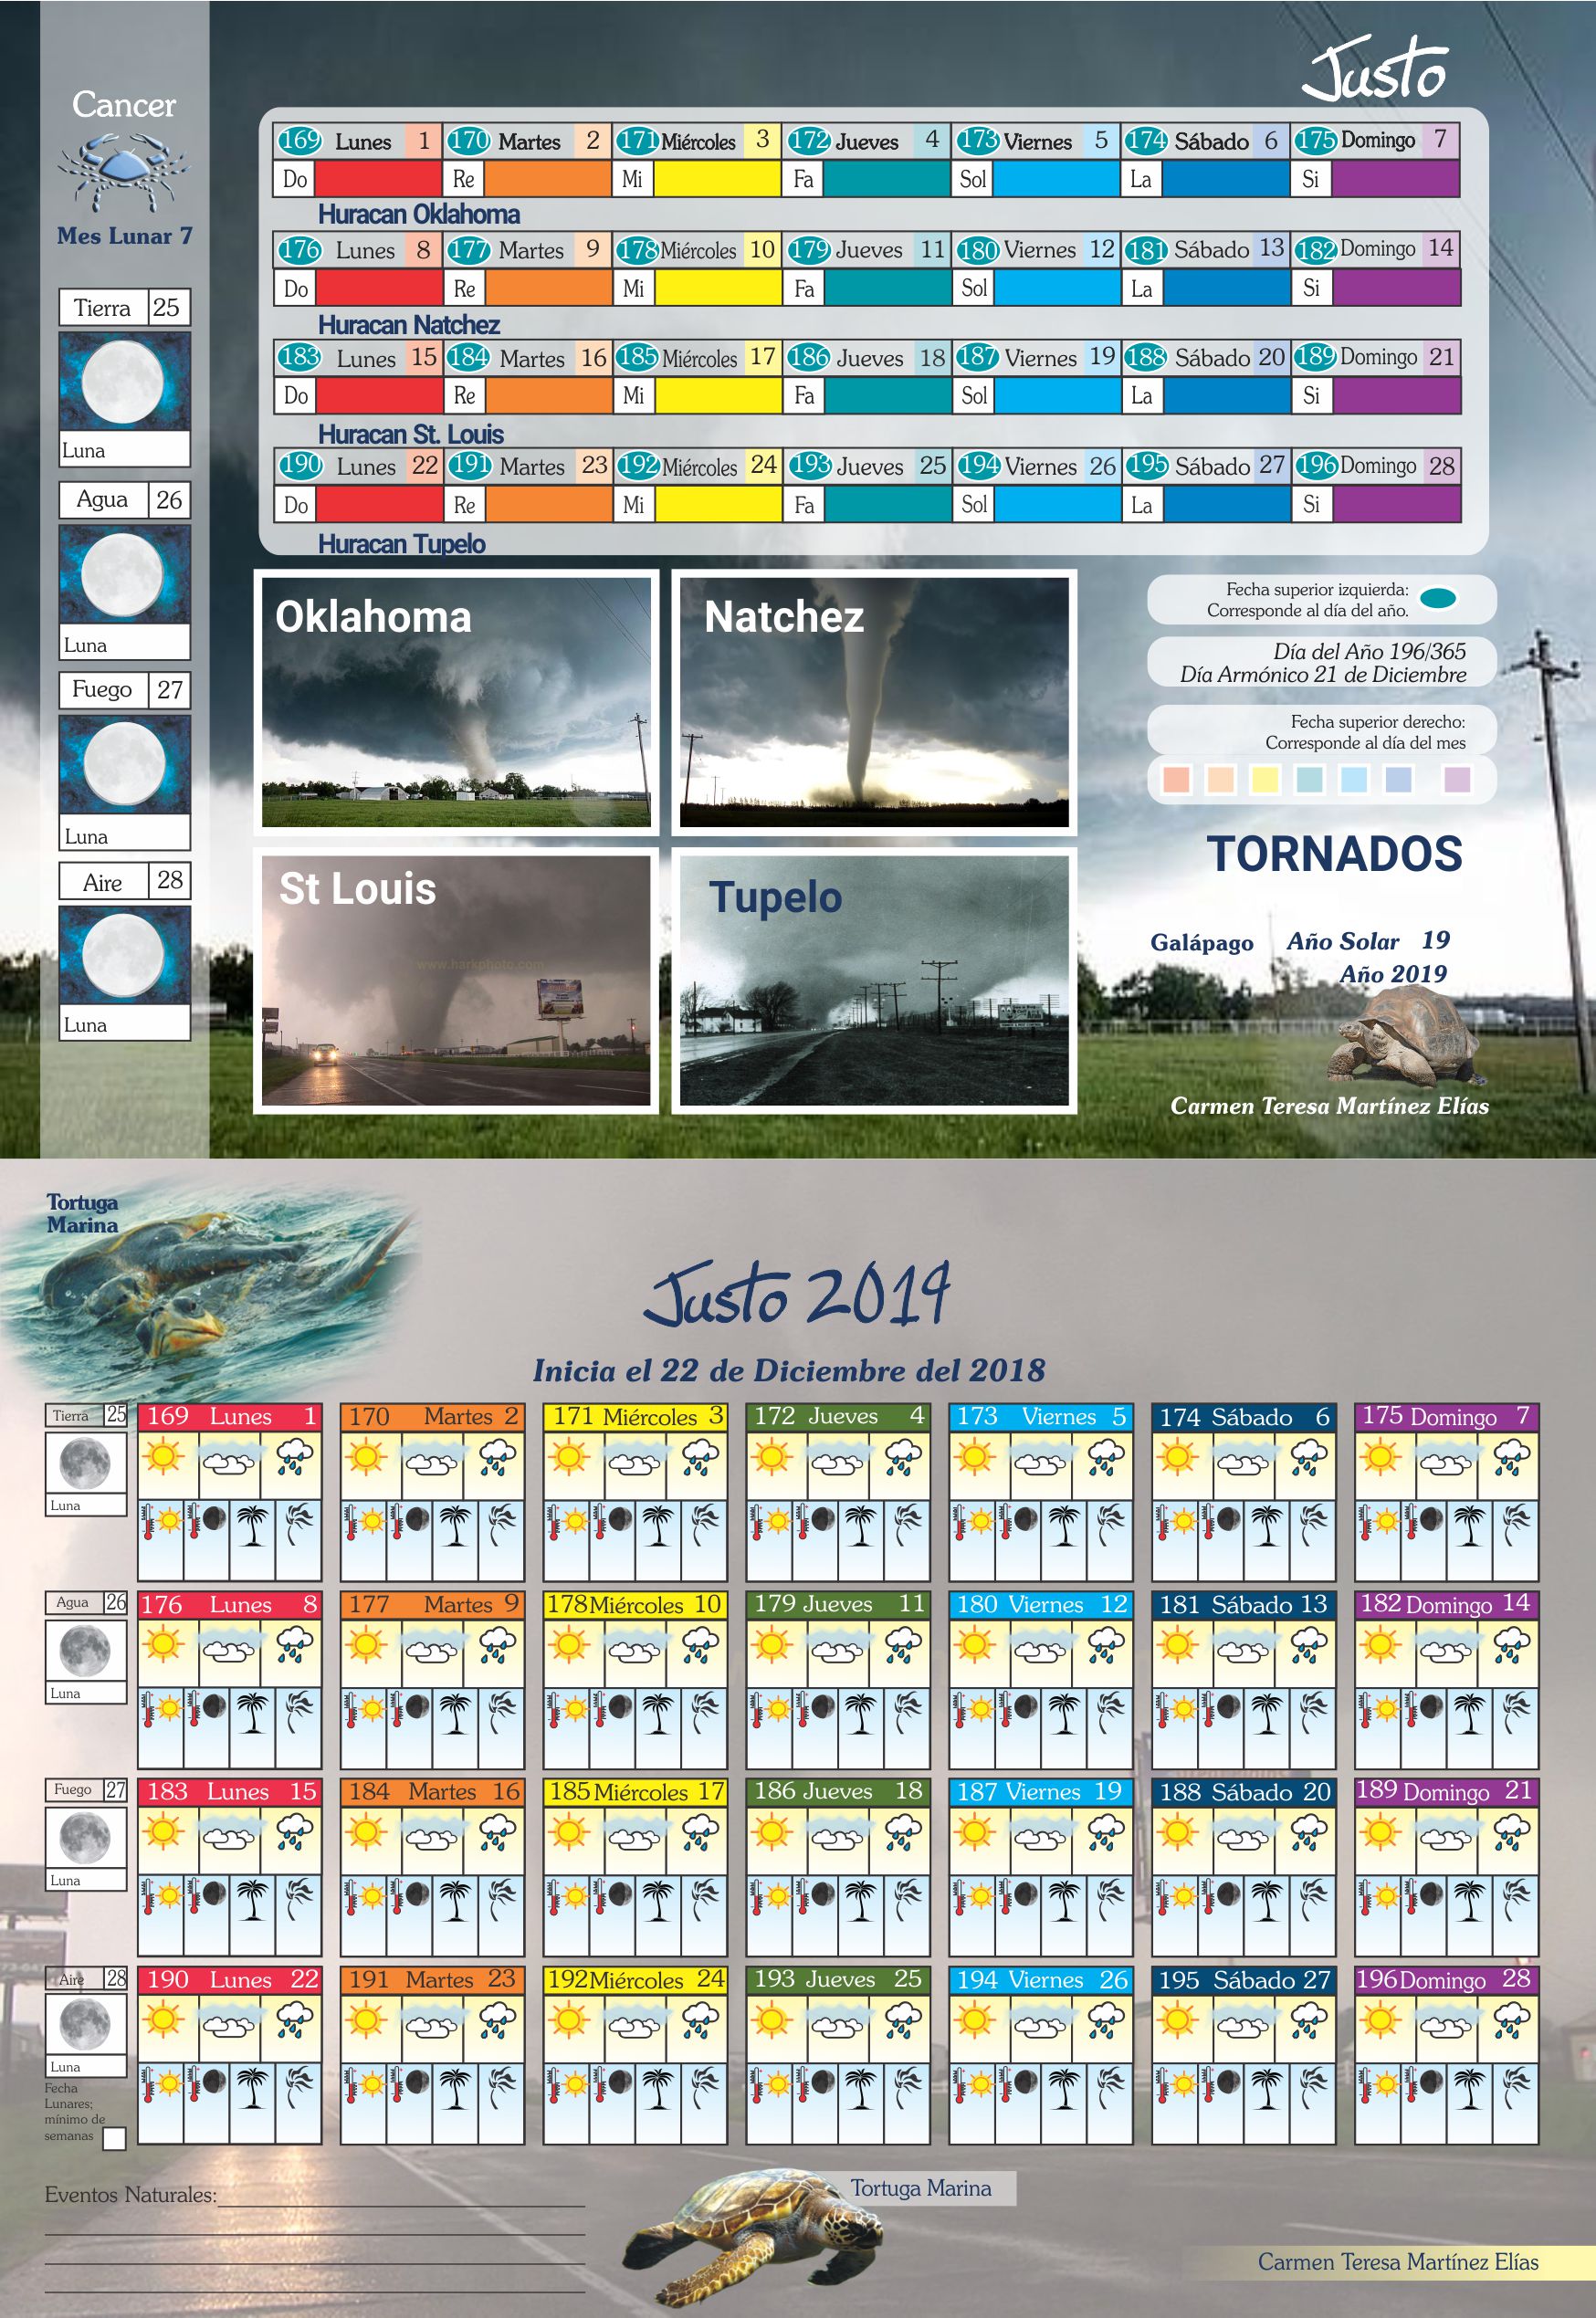 Justo
Cancer
Mes Lunar 7
Tierra 25
Luna
Agua 26
Luna
Fuego 27
Luna
Aire 28
Luna
169 Lunes 1 170 Martes 2 171 Miércoles 3 172 Jueves 4 173 Viernes 5 174 Sábado 6 175 Domingo 7
Do Re Mi Fa Sol La Si
Huracan Oklahoma
176 Lunes 8 177 Martes 9 178 Miércoles 10 179 Jueves 11 180 Viernes 12 181 Sábado 13 182 Domingo 14
Do Re Mi Fa Sol La Si
Huracan Natchez
183 Lunes 15 184 Martes 16 185 Miércoles 17 186 Jueves 18 187 Viernes 19 188 Sábado 20 189 Domingo 21
Do Re Mi Fa Sol La Si
Huracan St. Louis
190 Lunes 22 191 Martes 23 192 Miércoles 24 193 Jueves 25 194 Viernes 26 195 Sábado 27 196 Domingo 28
Do Re Mi Fa Sol La Si
Huracan Tupelo
Oklahoma
Natchez
St Louis
www.harkphoto.com
Tupelo
Fecha superior izquierda:
Corresponde al día del año.
Día del Año 196/365
Día Armónico 21 de Diciembre
Fecha superior derecho:
Corresponde al día del mes
TORNADOS
Galápago Año Solar 19
Año 2019
Carmen Teresa Martínez Elías
Tortuga
Marina
Justo 2019
Inicia el 22 de Diciembre del 2018
Tierra 25
Luna
169 Lunes 1 170 Martes 2 171 Miércoles 3 172 Jueves 4 173 Viernes 5 174 Sábado 6 175 Domingo 7
Agua 26
Luna
176 Lunes 8 177 Martes 9 178 Miércoles 10 179 Jueves 11 180 Viernes 12 181 Sábado 13 182 Domingo 14
Fuego 27
Luna
183 Lunes 15 184 Martes 16 185 Miércoles 17 186 Jueves 18 187 Viernes 19 188 Sábado 20 189 Domingo 21
Aire 28
Luna
190 Lunes 22 191 Martes 23 192 Miércoles 24 193 Jueves 25 194 Viernes 26 195 Sábado 27 196 Domingo 28
Fecha
Lunares;
mínimo de
semanas
Eventos Naturales:
Tortuga Marina
Carmen Teresa Martínez Elías